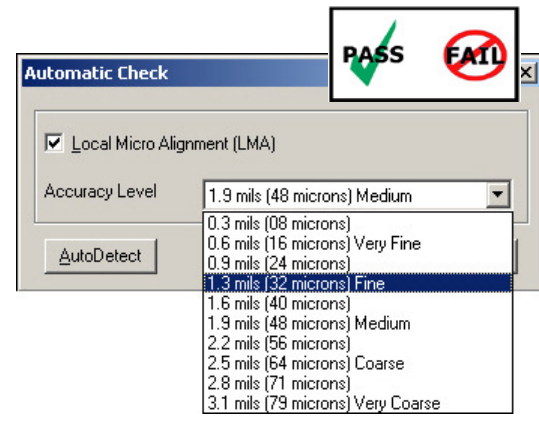 PASS FAIL
Automatic Check
Local Micro Alignment (LMA)
Accuracy Level
1.9 mils (48 microns) Medium
0.3 mils (08 microns)
0.6 mils (16 microns) Very Fine
0.9 mils (24 microns)
1.3 mils (32 microns) Fine
1.6 mils (40 microns)
1.9 mils (48 microns) Medium
2.2 mils (56 microns)
2.5 mils (64 microns) Coarse
2.8 mils (71 microns)
3.1 mils (79 microns) Very Coarse
AutoDetect